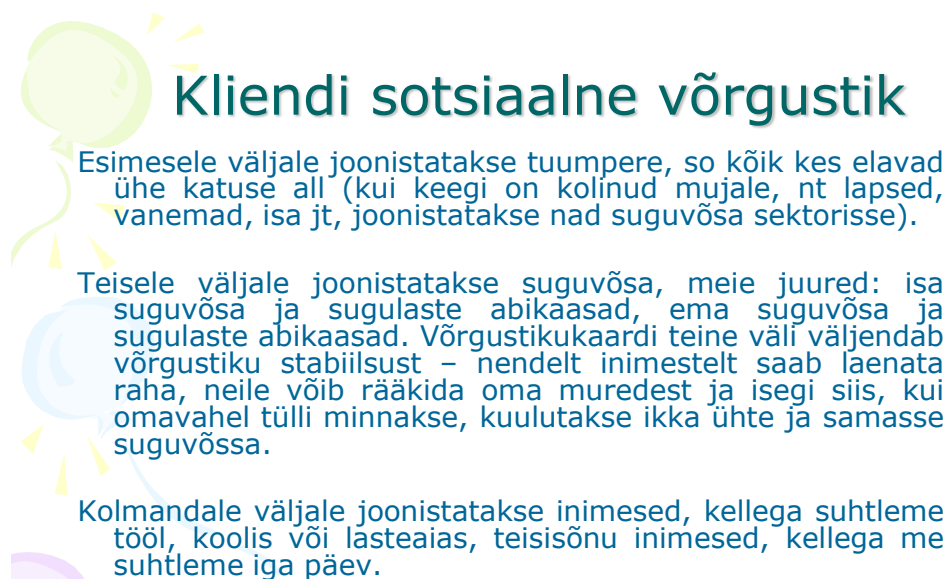 Kliendi sotsiaalne võrgustik
Esimesele väljale joonistatakse tuumpere, so kõik kes elavad
ühe katuse all (kui keegi on kolinud mujale, nt lapsed,
vanemad, isa jt, joonistatakse nad suguvõsa sektorisse).
Teisele väljale joonistatakse suguvõsa, meie juured: isa
suguvõsa ja sugulaste abikaasad, ema suguvõsa ja
sugulaste abikaasad. Võrgustikukaardi teine väli väljendab
võrgustiku stabiilsust – nendelt inimestelt saab laenata
raha, neile võib rääkida oma muredest ja isegi siis, kui
omavahel tülli minnakse, kuulutakse ikka ühte ja samasse
suguvõssa.
Kolmandale väljale joonistatakse inimesed, kellega suhtleme
tööl, koolis või lasteaias, teisisõnu inimesed, kellega me
suhtleme iga päev.